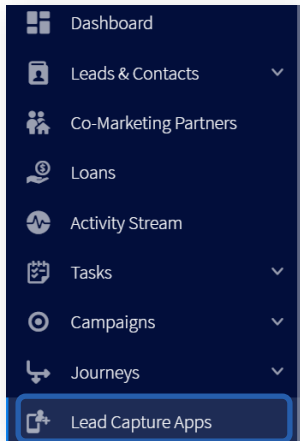 Dashboard
Leads & Contacts
Co-Marketing Partners
Loans
Activity Stream
Tasks
Campaigns
Journeys
Lead Capture Apps